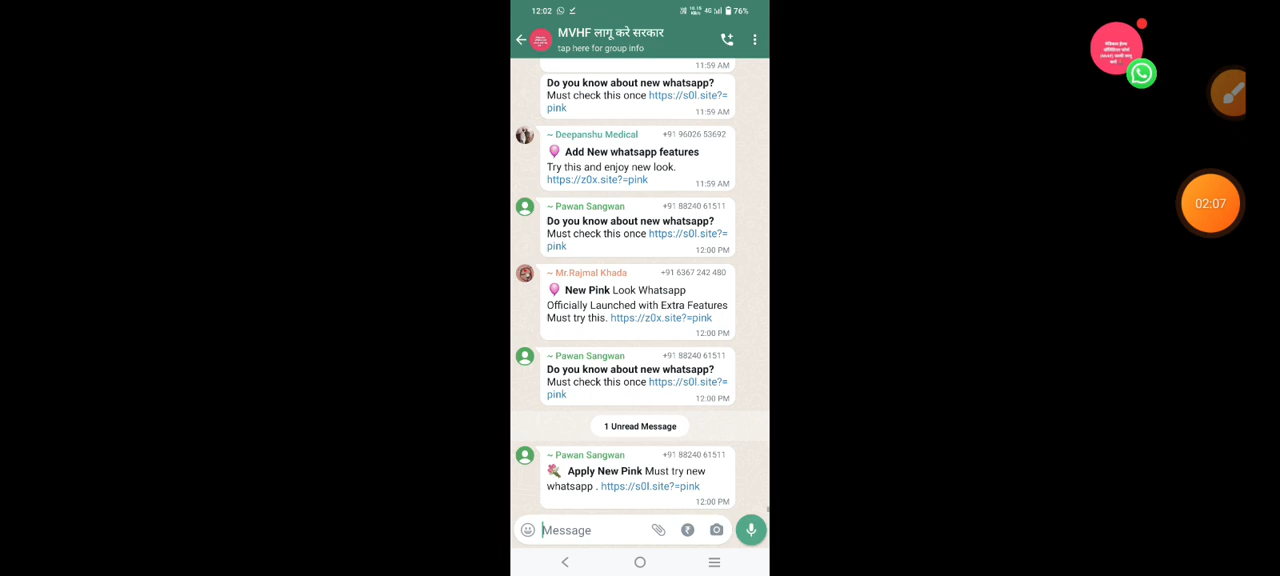 12:02
16.19 KB/s 4G 76%
MVHF लागू करे सरकार
tap here for group info
11:59 AM
Do you know about new whatsapp?
Must check this once https://s0l.site?=
pink
11:59 AM
~ Deepanshu Medical +91 96026 53692
Add New whatsapp features
Try this and enjoy new look.
https://z0x.site?=pink
11:59 AM
~ Pawan Sangwan +91 88240 61511
Do you know about new whatsapp?
Must check this once https://s0l.site?=
pink
12:00 PM
~ Mr.Rajmal Khada +91 6367 242 480
New Pink Look Whatsapp
Officially Launched with Extra Features
Must try this. https://z0x.site?=pink
12:00 PM
~ Pawan Sangwan +91 88240 61511
Do you know about new whatsapp?
Must check this once https://s0l.site?=
pink
12:00 PM
1 Unread Message
~ Pawan Sangwan +91 88240 61511
Apply New Pink Must try new
whatsapp . https://s0l.site?=pink
12:00 PM
Message
02:07